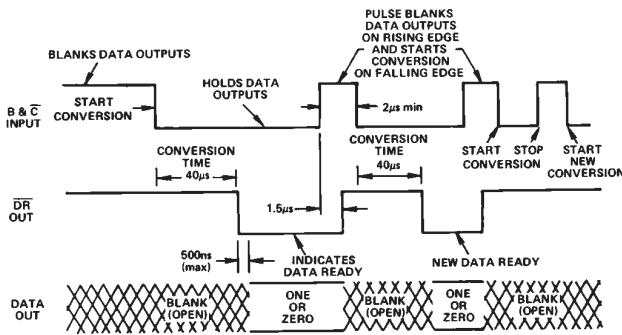 BLANKS DATA OUTPUTS
PULSE BLANKS
DATA OUTPUTS
ON RISING EDGE
AND STARTS
CONVERSION
ON FALLING EDGE
B & C̅
INPUT
START
CONVERSION
HOLDS DATA
OUTPUTS
2μs min
CONVERSION
TIME
40μs
CONVERSION
TIME
40μs
START
CONVERSION
STOP
START
NEW
CONVERSION
D̅R̅
OUT
1.5μs
500ns
(max)
INDICATES
DATA READY
NEW DATA READY
DATA
OUT
BLANK
(OPEN)
ONE
OR
ZERO
BLANK
(OPEN)
ONE
OR
ZERO
BLANK
(OPEN)